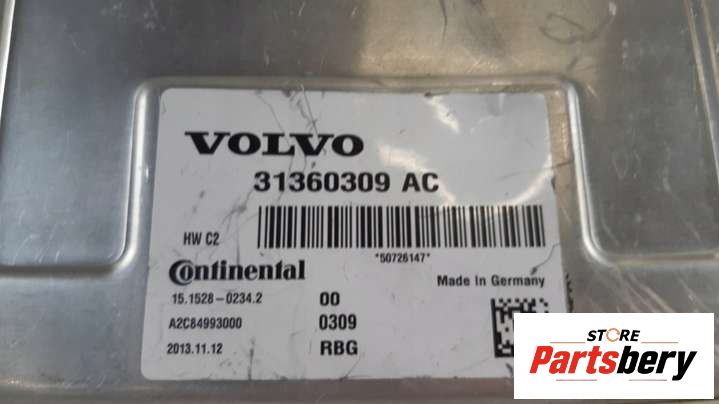 VOLVO
31360309 AC
HW C2
*50726147*
Continental
Made in Germany
15.1528-0234.2 00
A2C84993000 0309
2013.11.12 RBG
STORE
Partsbery